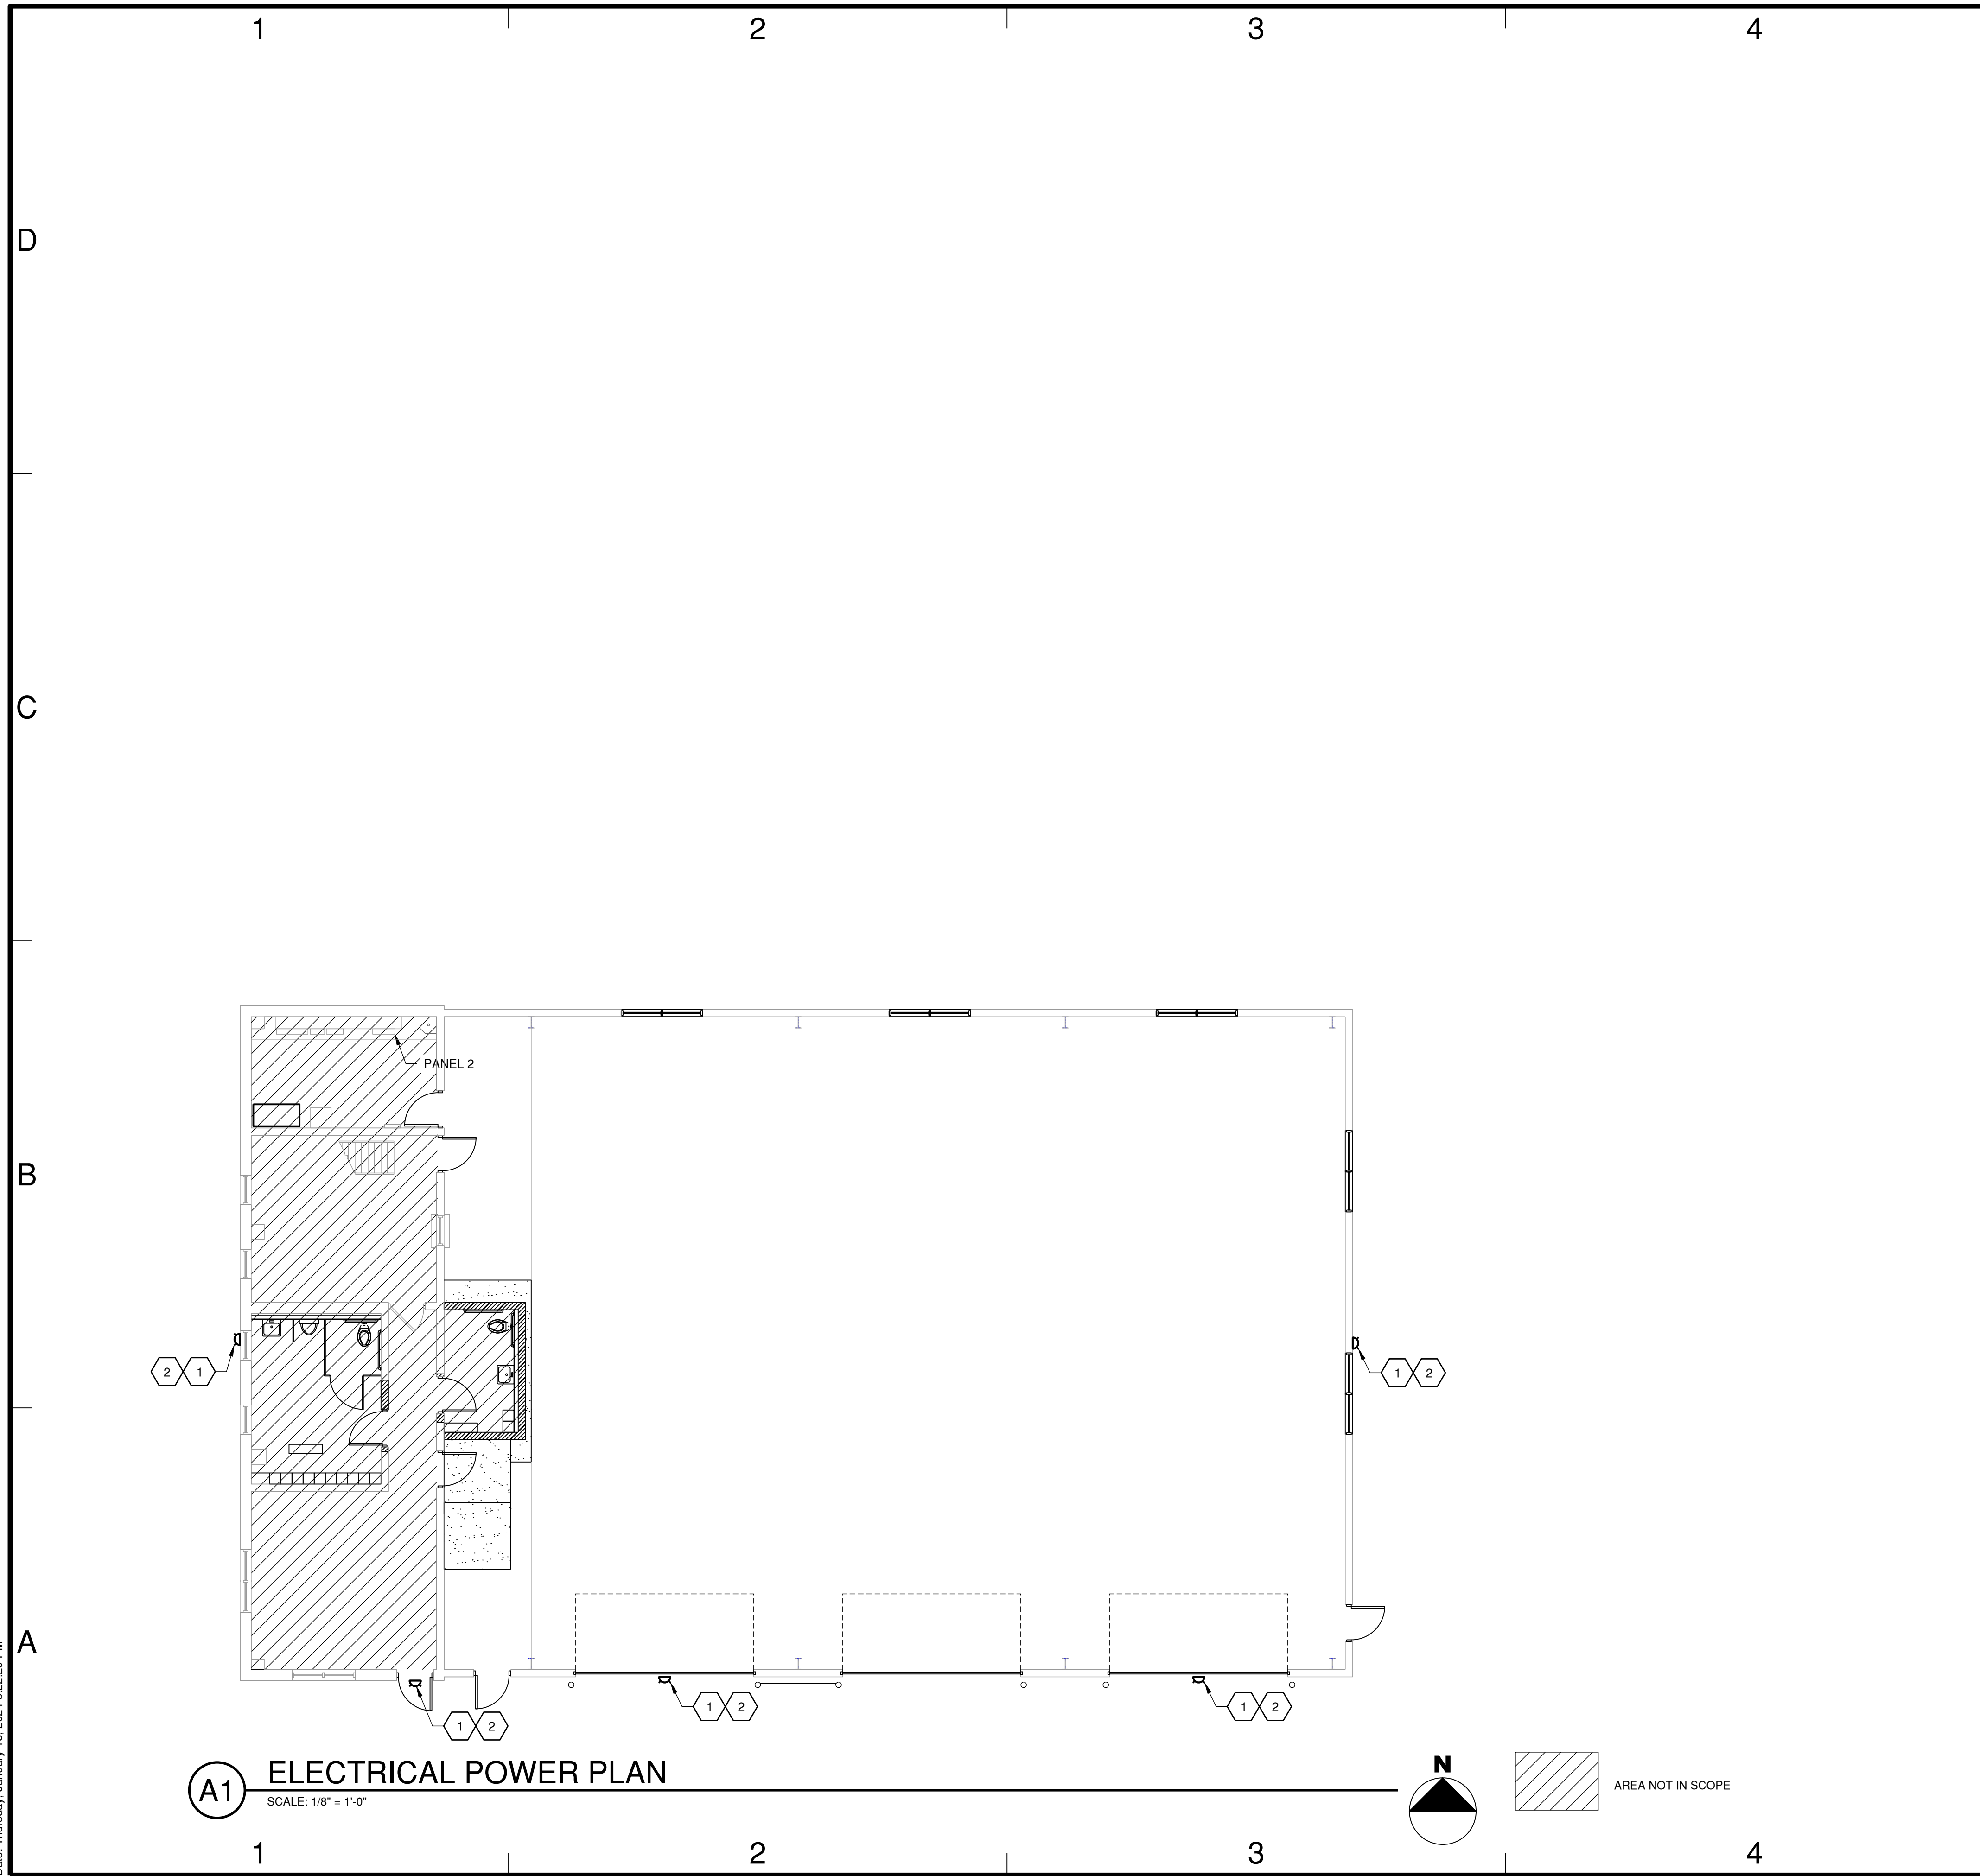 1 2 3 4
D
C
B
A
PANEL 2
2 1
1 2
1 2
1 2
1 2
A1 ELECTRICAL POWER PLAN
SCALE: 1/8" = 1'-0"
N
AREA NOT IN SCOPE
1 2 3 4